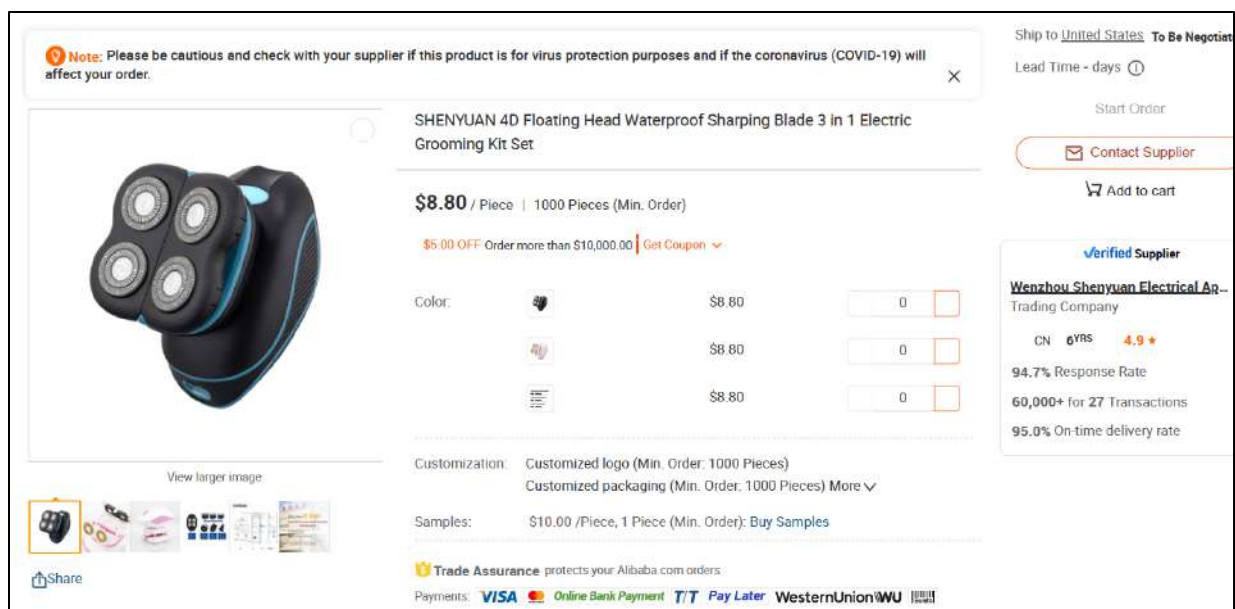 Note: Please be cautious and check with your supplier if this product is for virus protection purposes and if the coronavirus (COVID-19) will
affect your order.
SHENYUAN 4D Floating Head Waterproof Sharping Blade 3 in 1 Electric
Grooming Kit Set
$8.80 / Piece | 1000 Pieces (Min. Order)
$5.00 OFF Order more than $10,000.00 Get Coupon
Color: $8.80 0
$8.80 0
$8.80 0
Customization: Customized logo (Min. Order: 1000 Pieces)
Customized packaging (Min. Order: 1000 Pieces) More
Samples: $10.00 /Piece, 1 Piece (Min. Order): Buy Samples
Trade Assurance protects your Alibaba.com orders
Payments: VISA Online Bank Payment T/T Pay Later WesternUnion WU
View larger image
Share
Ship to United States To Be Negotiat
Lead Time - days
Start Order
Contact Supplier
Add to cart
Verified Supplier
Wenzhou Shenyuan Electrical Ap...
Trading Company
CN 6YRS 4.9
94.7% Response Rate
60,000+ for 27 Transactions
95.0% On-time delivery rate